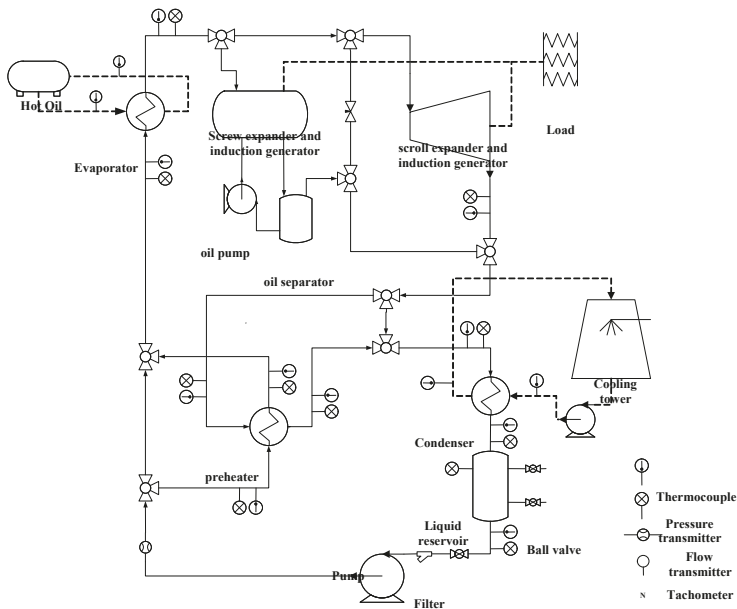 Hot Oil
Load
Screw expander and
induction generator
scroll expander and
induction generator
Evaporator
oil pump
oil separator
Cooling
tower
Condenser
preheater
Thermocouple
Liquid
reservoir
Pressure
transmitter
Ball valve
Flow
transmitter
Pump
N
Tachometer
Filter